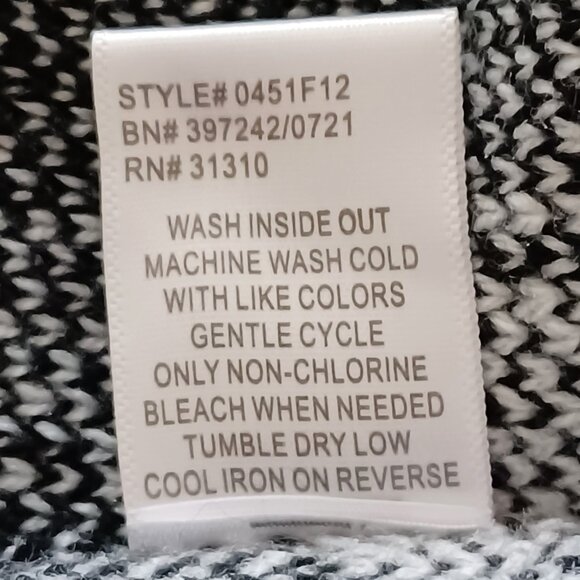 STYLE# 0451F12
BN# 397242/0721
RN# 31310
WASH INSIDE OUT
MACHINE WASH COLD
WITH LIKE COLORS
GENTLE CYCLE
ONLY NON-CHLORINE
BLEACH WHEN NEEDED
TUMBLE DRY LOW
COOL IRON ON REVERSE